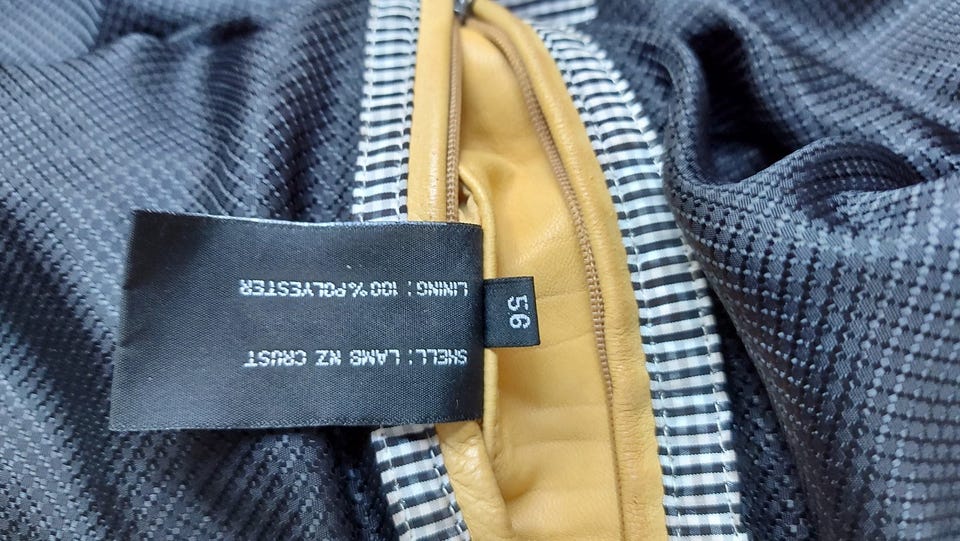 SHELL: LAMB NZ CRUST
LINING: 100%POLYESTER
56